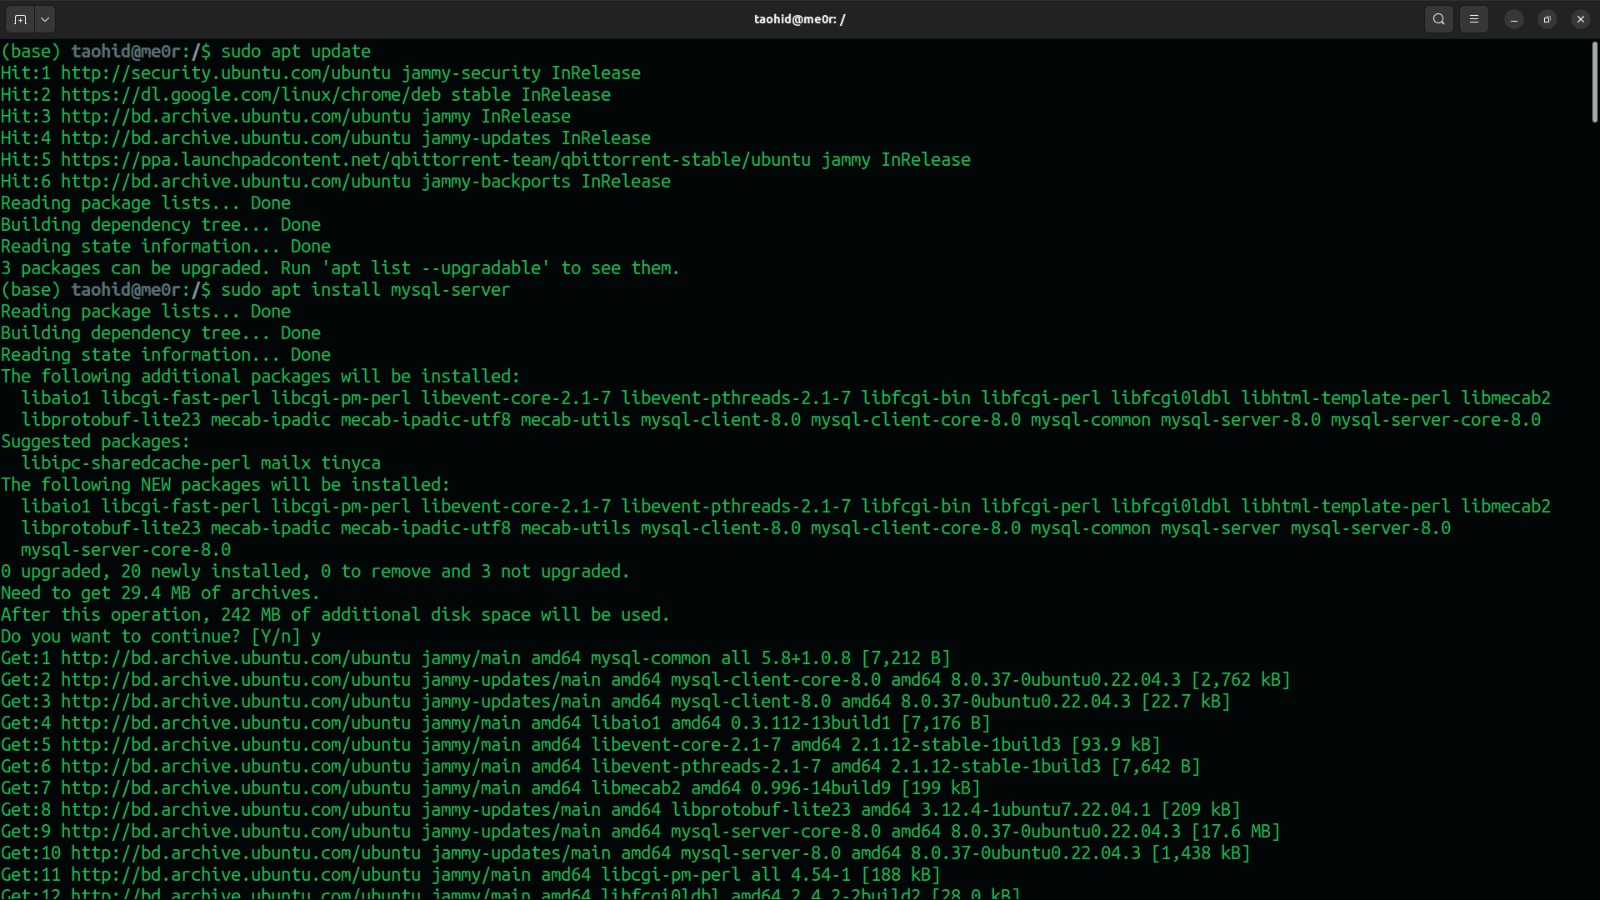 taohid@me0r: /
(base) taohid@me0r:/$ sudo apt update
Hit:1 http://security.ubuntu.com/ubuntu jammy-security InRelease
Hit:2 https://dl.google.com/linux/chrome/deb stable InRelease
Hit:3 http://bd.archive.ubuntu.com/ubuntu jammy InRelease
Hit:4 http://bd.archive.ubuntu.com/ubuntu jammy-updates InRelease
Hit:5 https://ppa.launchpadcontent.net/qbittorrent-team/qbittorrent-stable/ubuntu jammy InRelease
Hit:6 http://bd.archive.ubuntu.com/ubuntu jammy-backports InRelease
Reading package lists... Done
Building dependency tree... Done
Reading state information... Done
3 packages can be upgraded. Run 'apt list --upgradable' to see them.
(base) taohid@me0r:/$ sudo apt install mysql-server
Reading package lists... Done
Building dependency tree... Done
Reading state information... Done
The following additional packages will be installed:
  libaio1 libcgi-fast-perl libcgi-pm-perl libevent-core-2.1-7 libevent-pthreads-2.1-7 libfcgi-bin libfcgi-perl libfcgi0ldbl libhtml-template-perl libmecab2
  libprotobuf-lite23 mecab-ipadic mecab-ipadic-utf8 mecab-utils mysql-client-8.0 mysql-client-core-8.0 mysql-common mysql-server-8.0 mysql-server-core-8.0
Suggested packages:
  libipc-sharedcache-perl mailx tinyca
The following NEW packages will be installed:
  libaio1 libcgi-fast-perl libcgi-pm-perl libevent-core-2.1-7 libevent-pthreads-2.1-7 libfcgi-bin libfcgi-perl libfcgi0ldbl libhtml-template-perl libmecab2
  libprotobuf-lite23 mecab-ipadic mecab-ipadic-utf8 mecab-utils mysql-client-8.0 mysql-client-core-8.0 mysql-common mysql-server mysql-server-8.0
  mysql-server-core-8.0
0 upgraded, 20 newly installed, 0 to remove and 3 not upgraded.
Need to get 29.4 MB of archives.
After this operation, 242 MB of additional disk space will be used.
Do you want to continue? [Y/n] y
Get:1 http://bd.archive.ubuntu.com/ubuntu jammy/main amd64 mysql-common all 5.8+1.0.8 [7,212 B]
Get:2 http://bd.archive.ubuntu.com/ubuntu jammy-updates/main amd64 mysql-client-core-8.0 amd64 8.0.37-0ubuntu0.22.04.3 [2,762 kB]
Get:3 http://bd.archive.ubuntu.com/ubuntu jammy-updates/main amd64 mysql-client-8.0 amd64 8.0.37-0ubuntu0.22.04.3 [22.7 kB]
Get:4 http://bd.archive.ubuntu.com/ubuntu jammy/main amd64 libaio1 amd64 0.3.112-13build1 [7,176 B]
Get:5 http://bd.archive.ubuntu.com/ubuntu jammy/main amd64 libevent-core-2.1-7 amd64 2.1.12-stable-1build3 [93.9 kB]
Get:6 http://bd.archive.ubuntu.com/ubuntu jammy/main amd64 libevent-pthreads-2.1-7 amd64 2.1.12-stable-1build3 [7,642 B]
Get:7 http://bd.archive.ubuntu.com/ubuntu jammy/main amd64 libmecab2 amd64 0.996-14build9 [199 kB]
Get:8 http://bd.archive.ubuntu.com/ubuntu jammy-updates/main amd64 libprotobuf-lite23 amd64 3.12.4-1ubuntu7.22.04.1 [209 kB]
Get:9 http://bd.archive.ubuntu.com/ubuntu jammy-updates/main amd64 mysql-server-core-8.0 amd64 8.0.37-0ubuntu0.22.04.3 [17.6 MB]
Get:10 http://bd.archive.ubuntu.com/ubuntu jammy-updates/main amd64 mysql-server-8.0 amd64 8.0.37-0ubuntu0.22.04.3 [1,438 kB]
Get:11 http://bd.archive.ubuntu.com/ubuntu jammy/main amd64 libcgi-pm-perl all 4.54-1 [188 kB]
Get:12 http://bd.archive.ubuntu.com/ubuntu jammy/main amd64 libfcgi0ldbl amd64 2.4.2-2build2 [28.0 kB]